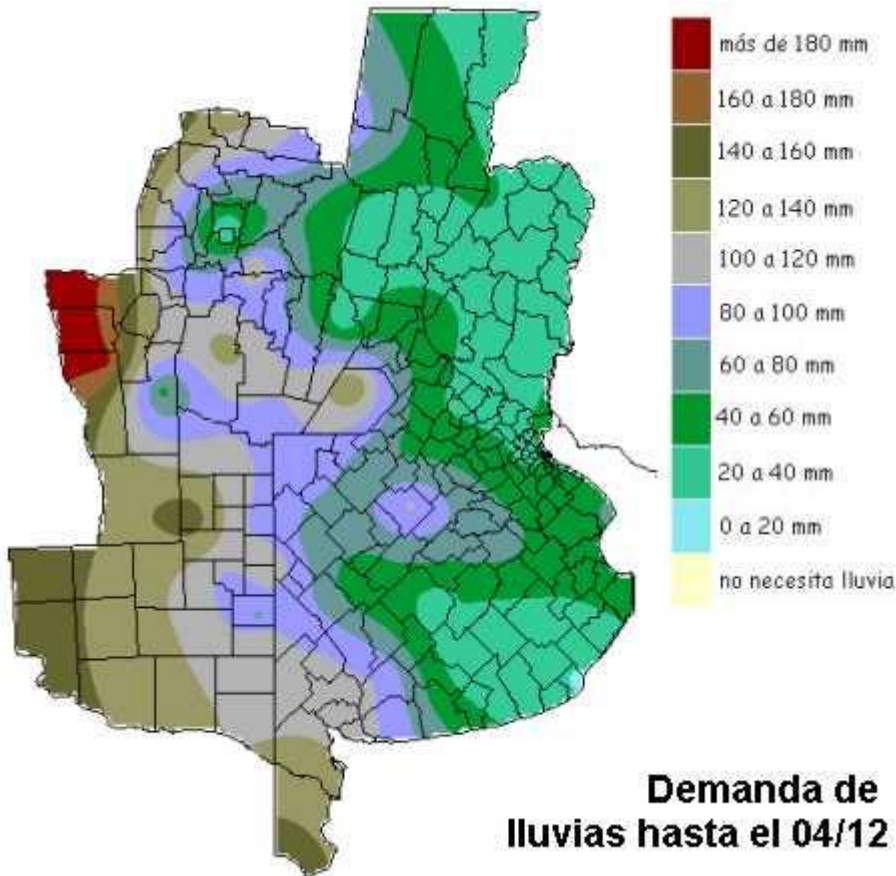 más de 180 mm
160 a 180 mm
140 a 160 mm
120 a 140 mm
100 a 120 mm
80 a 100 mm
60 a 80 mm
40 a 60 mm
20 a 40 mm
0 a 20 mm
no necesita lluvia
Demanda de
lluvias hasta el 04/12